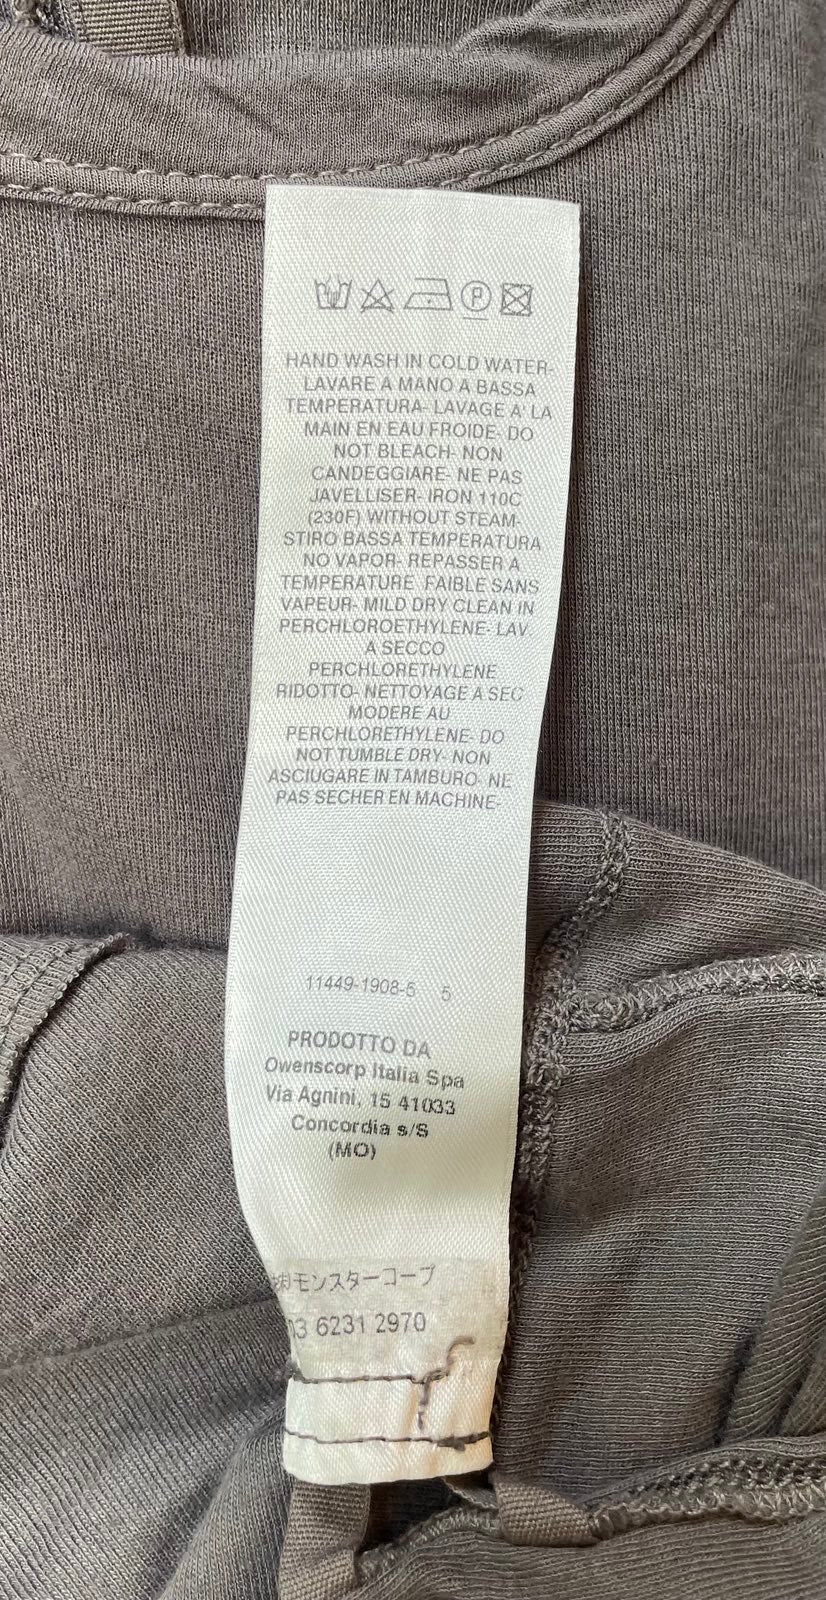 P
HAND WASH IN COLD WATER-
LAVARE A MANO A BASSA
TEMPERATURA- LAVAGE A' LA
MAIN EN EAU FROIDE- DO
NOT BLEACH- NON
CANDEGGIARE- NE PAS
JAVELLISER- IRON 110C
(230F) WITHOUT STEAM-
STIRO BASSA TEMPERATURA
NO VAPOR- REPASSER A
TEMPERATURE FAIBLE SANS
VAPEUR- MILD DRY CLEAN IN
PERCHLOROETHYLENE- LAV.
A SECCO
PERCHLORETHYLENE
RIDOTTO- NETTOYAGE A SEC
MODERE AU
PERCHLORETHYLENE- DO
NOT TUMBLE DRY- NON
ASCIUGARE IN TAMBURO- NE
PAS SECHER EN MACHINE-
11449-1908-5 5
PRODOTTO DA
Owenscorp Italia Spa
Via Agnini, 15 41033
Concordia s/S
(MO)
㈱モンスターコープ
03 6231 2970